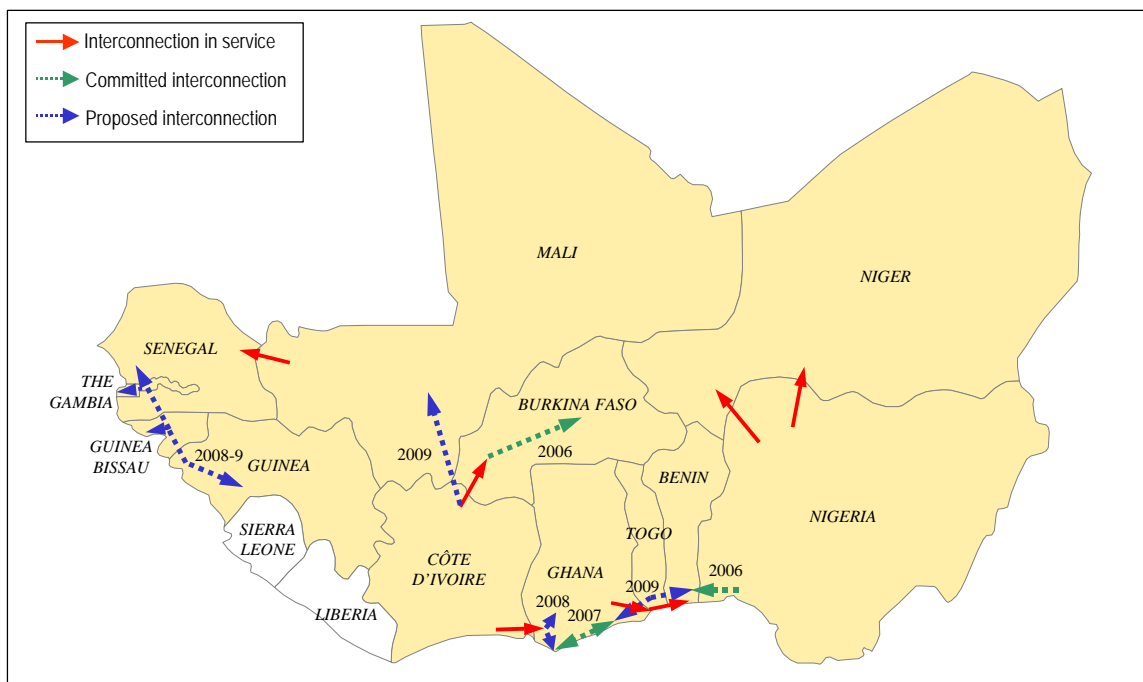 Interconnection in service
Committed interconnection
Proposed interconnection
MALI
NIGER
SENEGAL
THE
GAMBIA
BURKINA FASO
GUINEA
BISSAU
2008-9
GUINEA
2009
2006
BENIN
NIGERIA
SIERRA
LEONE
TOGO
CÔTE
D'IVOIRE
GHANA
2009
2006
LIBERIA
2008
2007